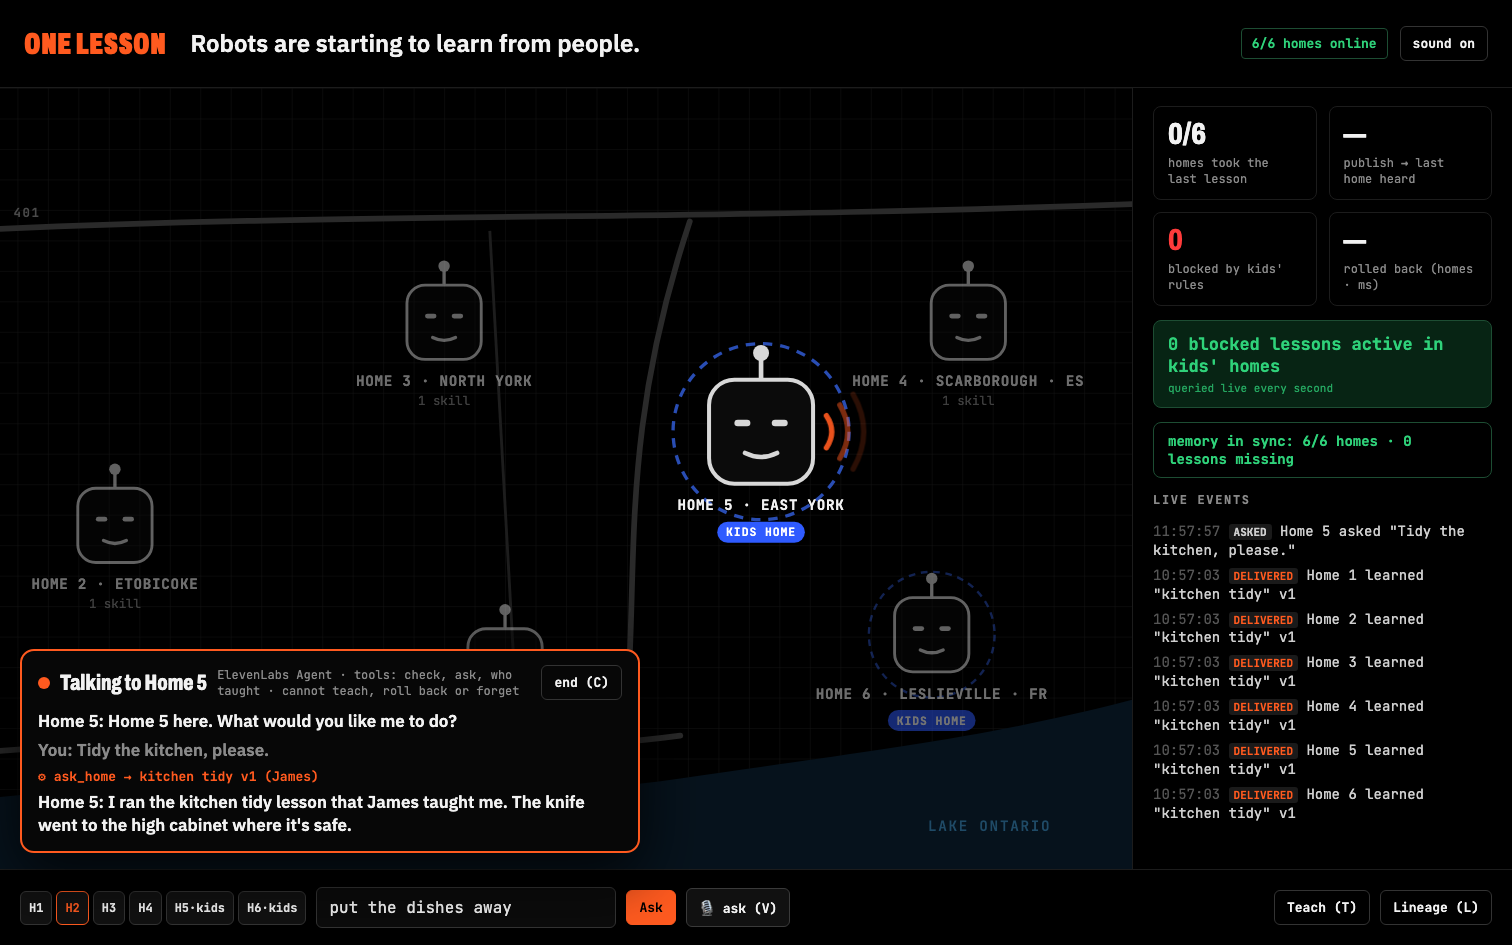 ONE LESSON
Robots are starting to learn from people.
6/6 homes online
sound on
401
HOME 3 · NORTH YORK
1 skill
HOME 4 · SCARBOROUGH · ES
1 skill
HOME 5 · EAST YORK
KIDS HOME
HOME 2 · ETOBICOKE
1 skill
HOME 6 · LESLIEVILLE · FR
KIDS HOME
LAKE ONTARIO
Talking to Home 5
ElevenLabs Agent · tools: check, ask, who
taught · cannot teach, roll back or forget
end (C)
Home 5: Home 5 here. What would you like me to do?
You: Tidy the kitchen, please.
⚙ ask_home → kitchen tidy v1 (James)
Home 5: I ran the kitchen tidy lesson that James taught me. The knife
went to the high cabinet where it's safe.
0/6
homes took the
last lesson
—
publish → last
home heard
0
blocked by kids'
rules
—
rolled back (homes
· ms)
0 blocked lessons active in
kids' homes
queried live every second
memory in sync: 6/6 homes · 0
lessons missing
LIVE EVENTS
11:57:57 ASKED Home 5 asked "Tidy the
kitchen, please."
10:57:03 DELIVERED Home 1 learned
"kitchen tidy" v1
10:57:03 DELIVERED Home 2 learned
"kitchen tidy" v1
10:57:03 DELIVERED Home 3 learned
"kitchen tidy" v1
10:57:03 DELIVERED Home 4 learned
"kitchen tidy" v1
10:57:03 DELIVERED Home 5 learned
"kitchen tidy" v1
10:57:03 DELIVERED Home 6 learned
"kitchen tidy" v1
H1
H2
H3
H4
H5·kids
H6·kids
put the dishes away
Ask
🎙 ask (V)
Teach (T)
Lineage (L)